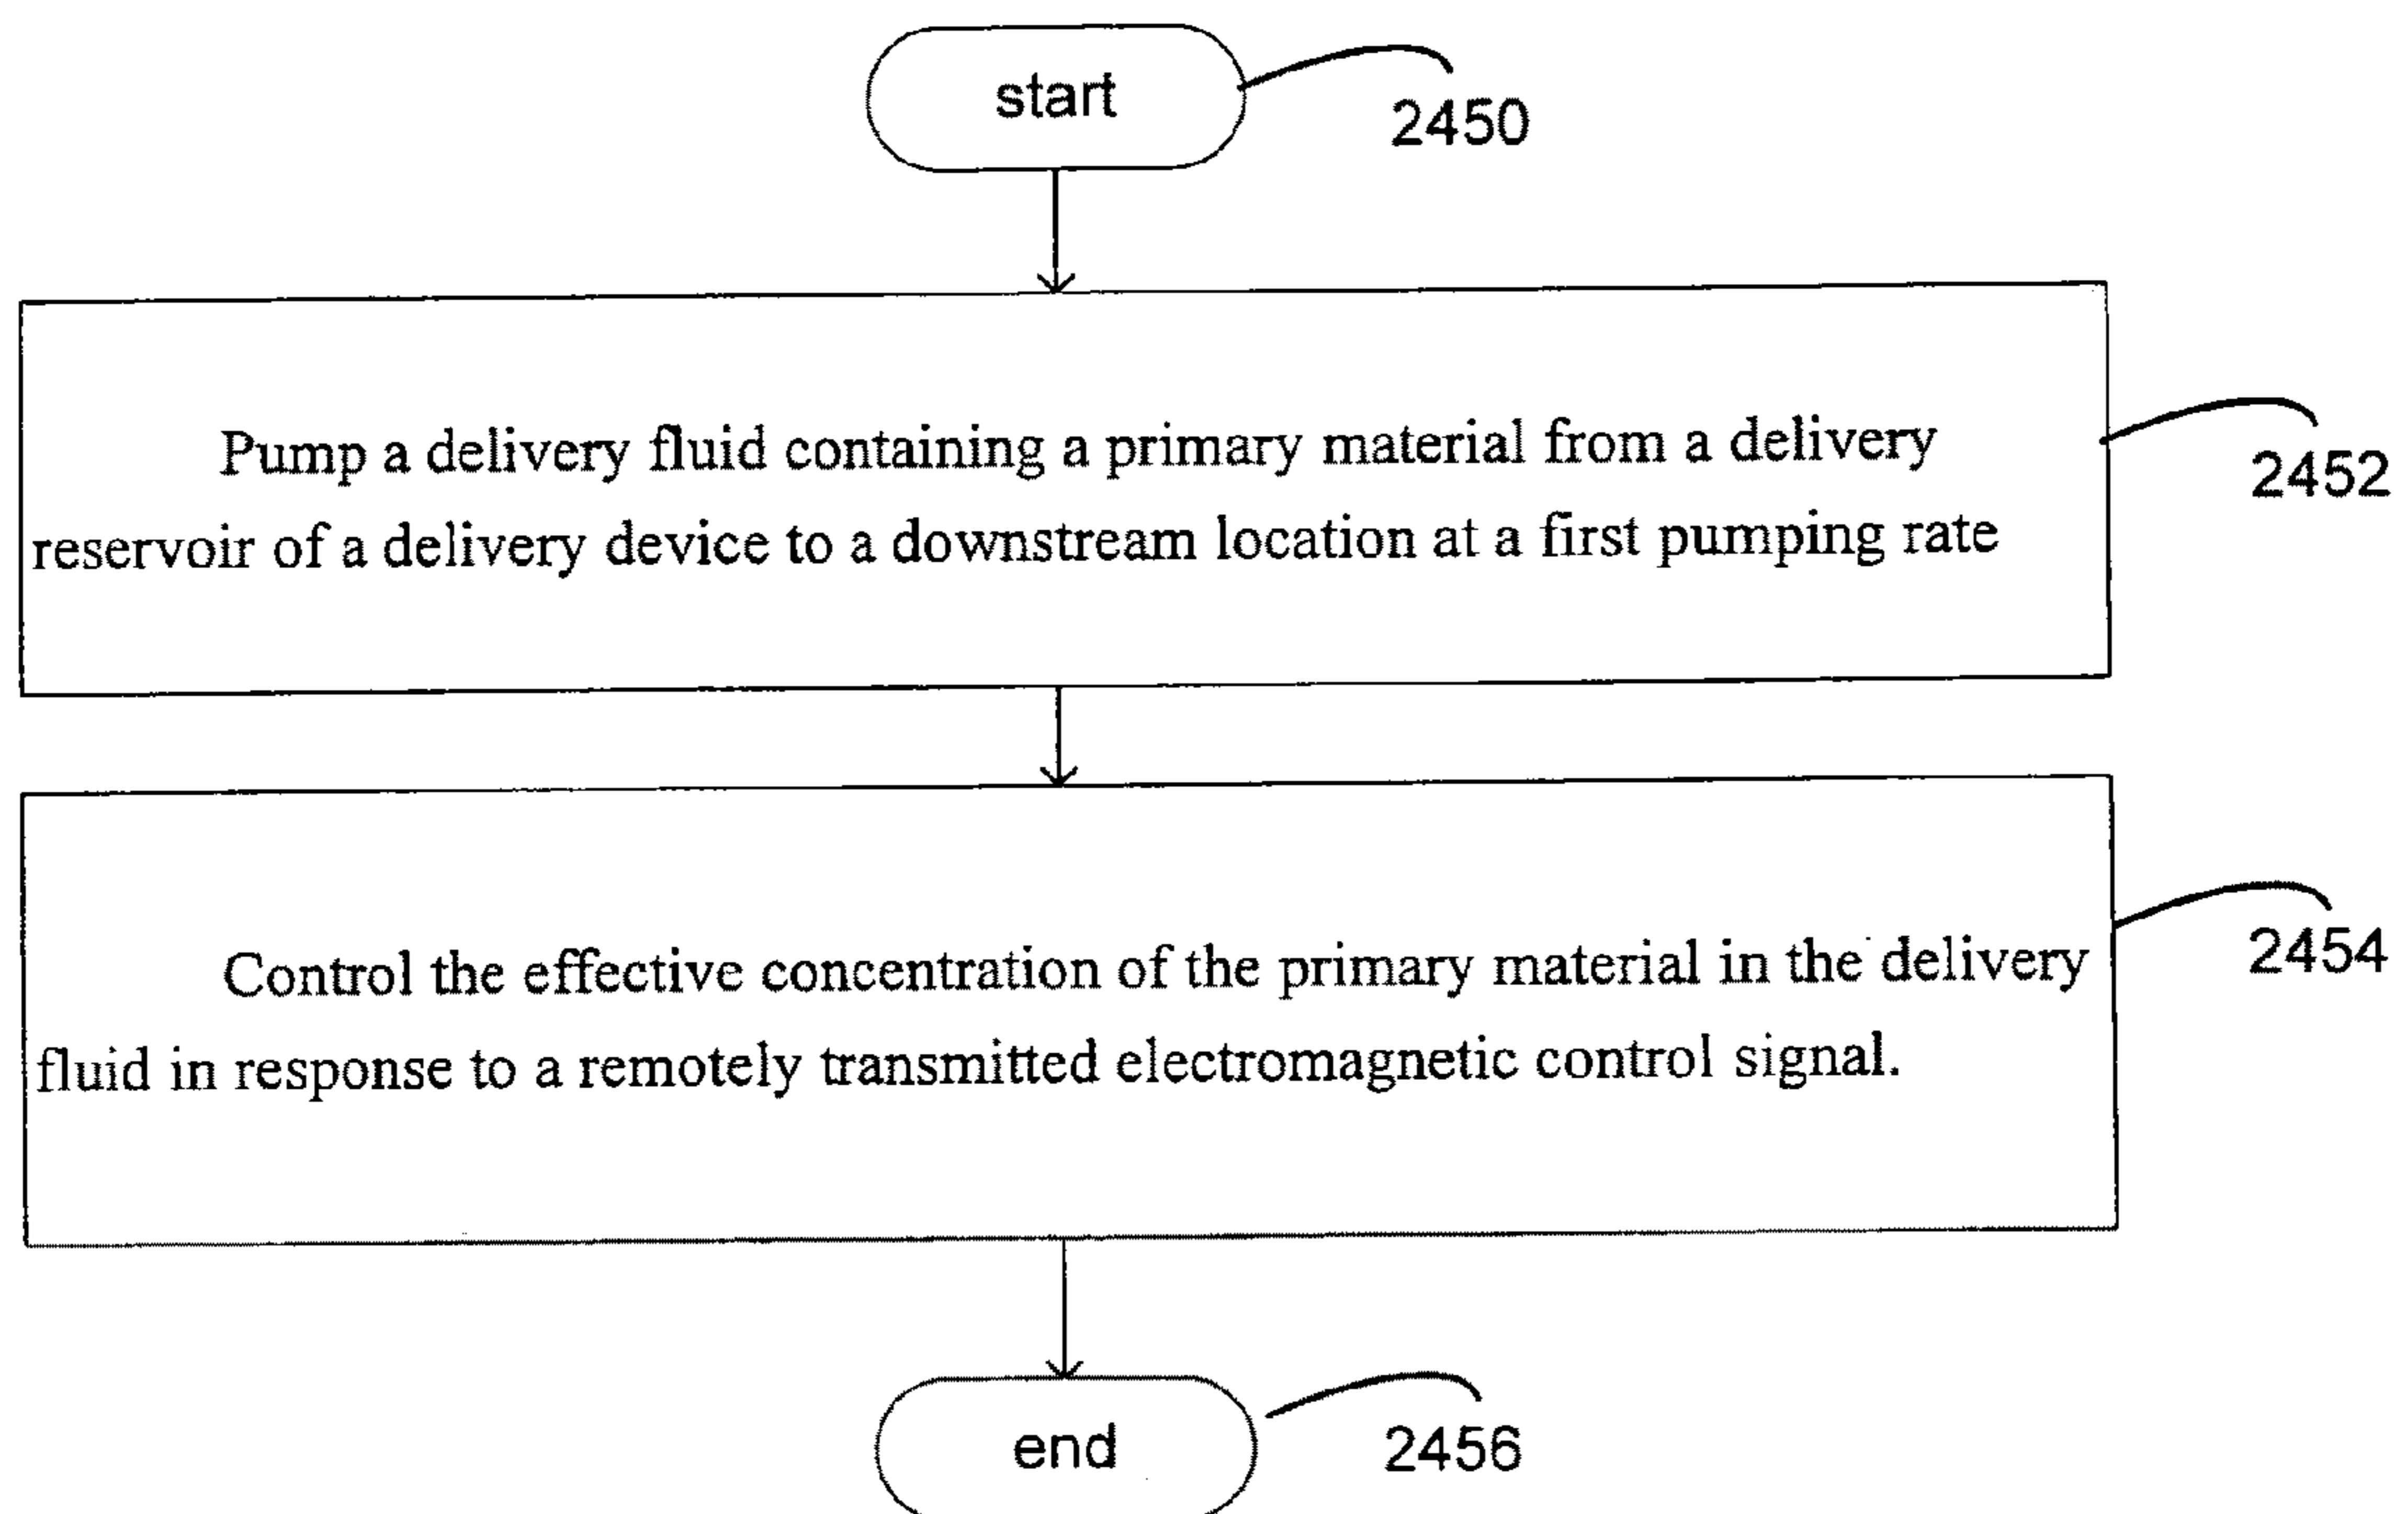 start
2450
Pump a delivery fluid containing a primary material from a delivery
reservoir of a delivery device to a downstream location at a first pumping rate
2452
Control the effective concentration of the primary material in the delivery
fluid in response to a remotely transmitted electromagnetic control signal.
2454
end
2456